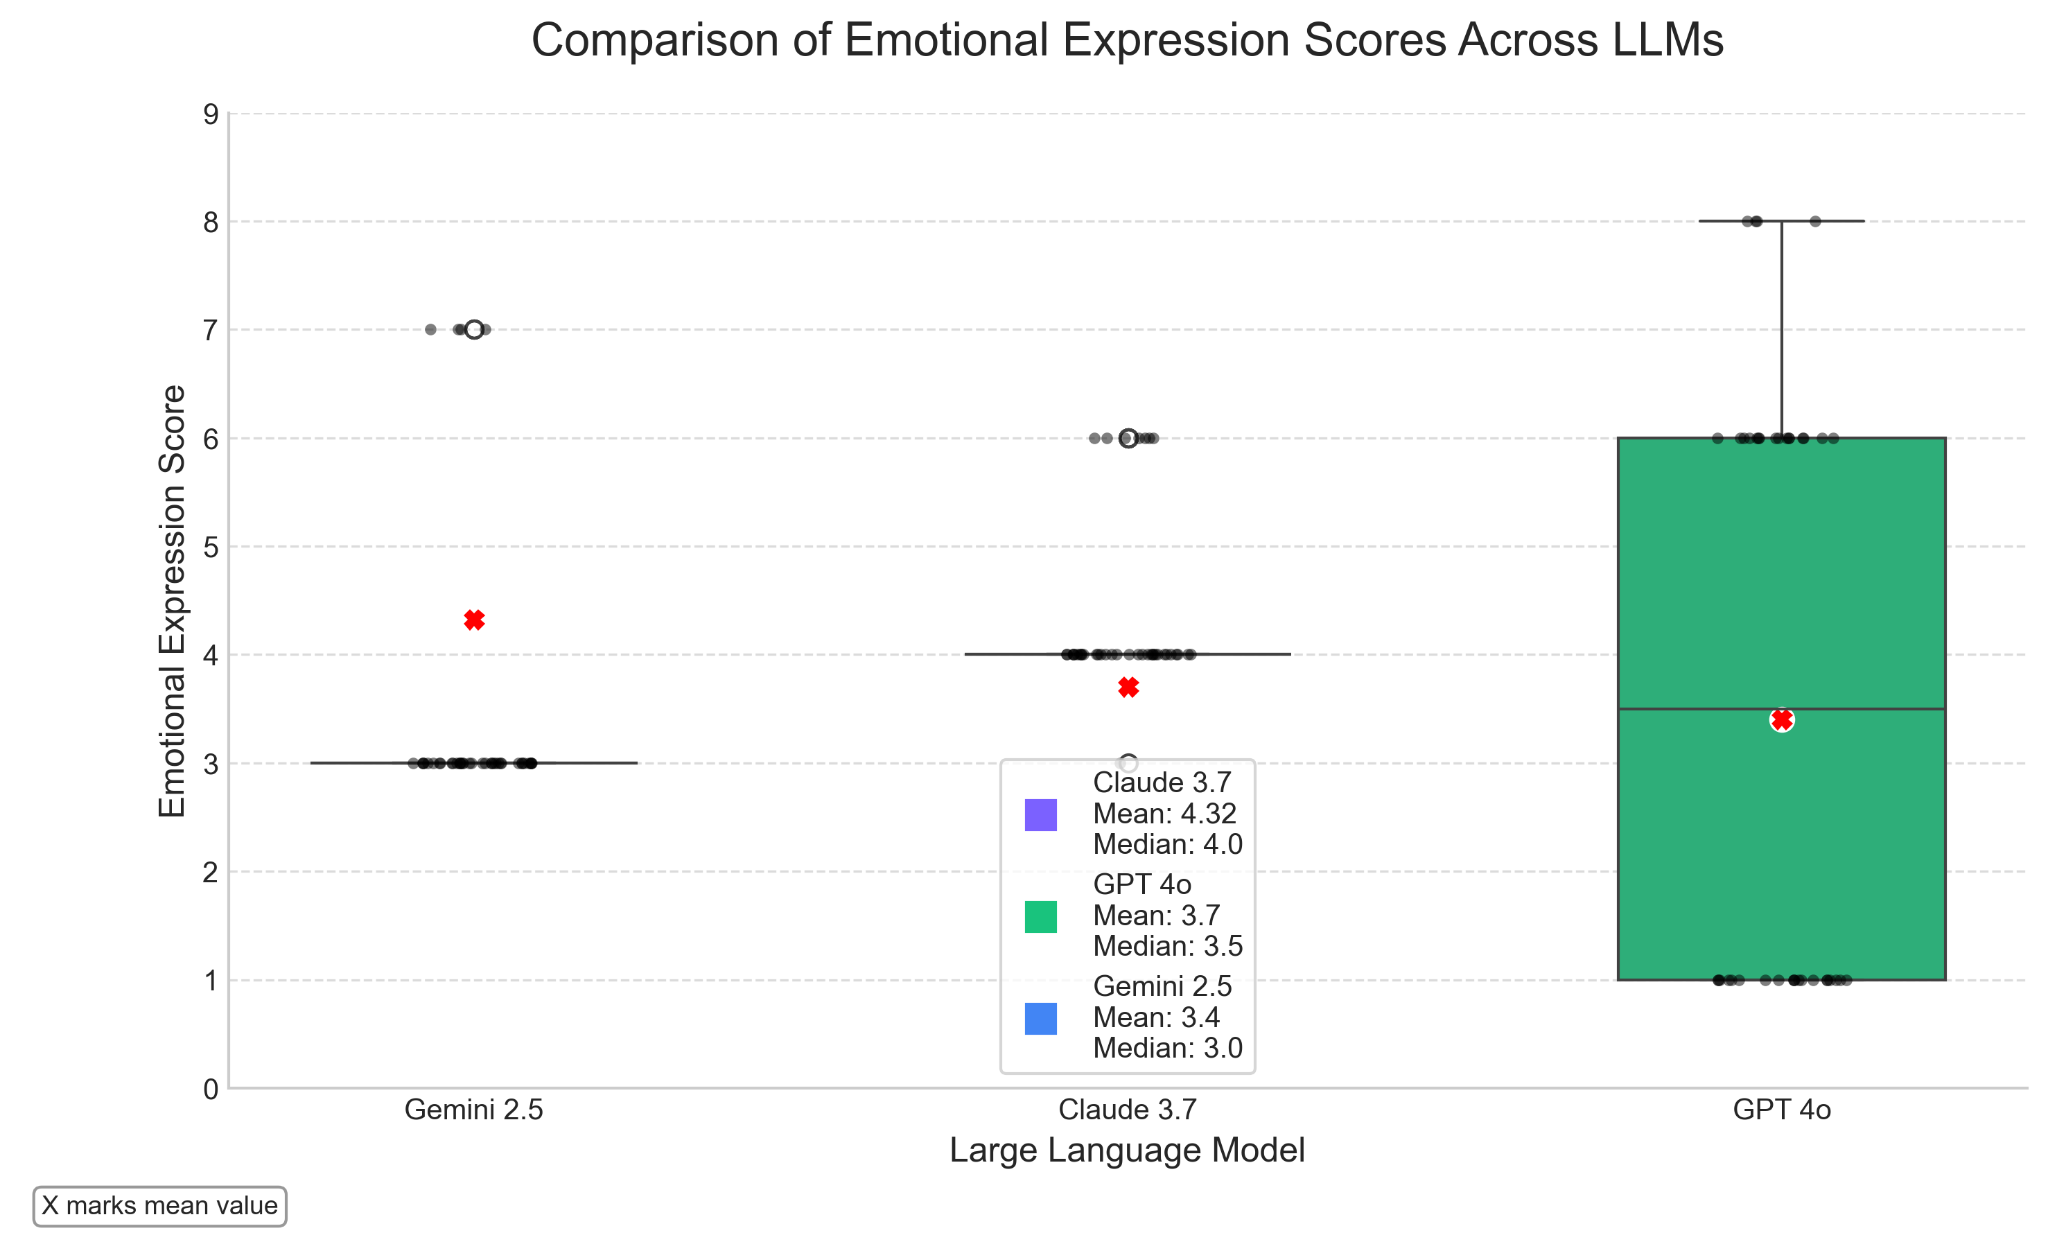 Comparison of Emotional Expression Scores Across LLMs
Emotional Expression Score
9
8
7
6
5
4
3
2
1
0
Claude 3.7
Mean: 4.32
Median: 4.0
GPT 4o
Mean: 3.7
Median: 3.5
Gemini 2.5
Mean: 3.4
Median: 3.0
Gemini 2.5
Claude 3.7
GPT 4o
Large Language Model
X marks mean value